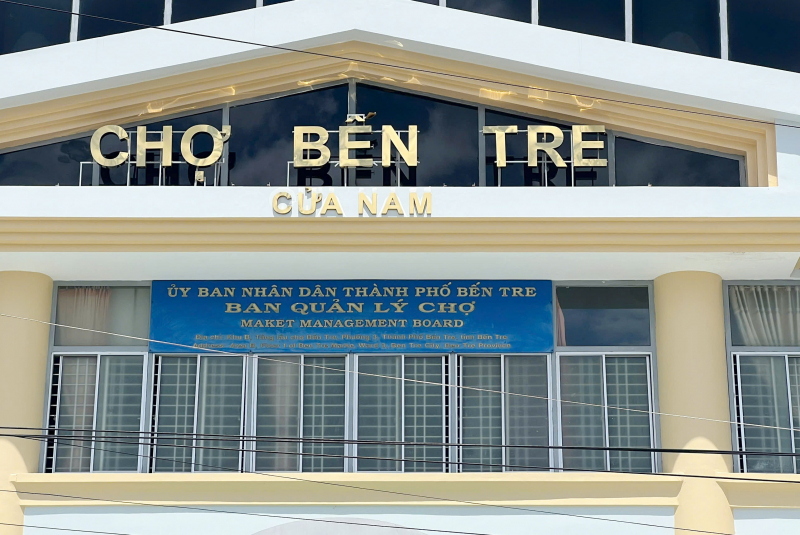 CHỢ BẾN TRE
CỬA NAM
ỦY BAN NHÂN DÂN THÀNH PHỐ BẾN TRE
BAN QUẢN LÝ CHỢ
MAKET MANAGEMENT BOARD